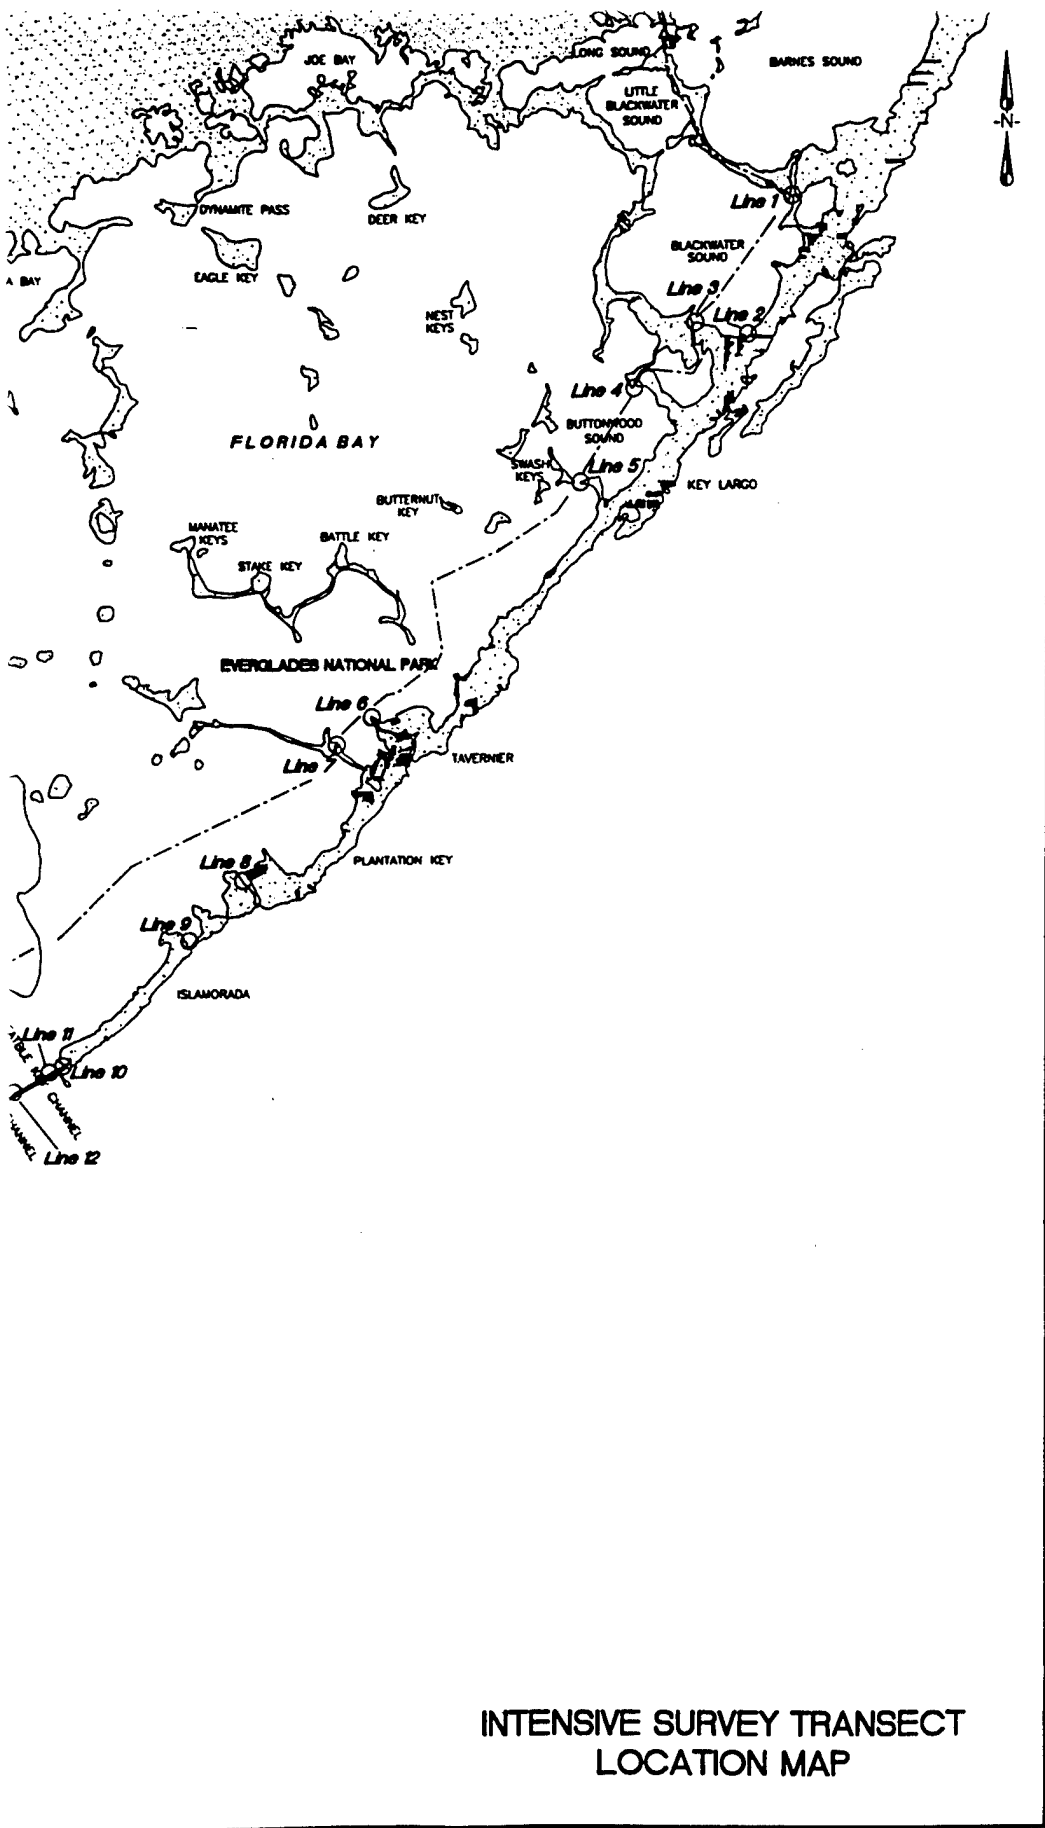 LONG SOUND
JOE BAY
BARNES SOUND
LITTLE
BLACKWATER
SOUND
-N-
Line 1
DYNAMITE PASS
DEER KEY
BLACKWATER
SOUND
EAGLE KEY
A BAY
Line 3
NEST
KEYS
Line 2
Line 4
BUTTONWOOD
SOUND
FLORIDA BAY
SWASH
KEYS
Line 5
KEY LARGO
BUTTERNUT
KEY
MANATEE
KEYS
BATTLE KEY
STAKE KEY
EVERGLADES NATIONAL PARK
Line 6
Line 7
TAVERNIER
Line 8
PLANTATION KEY
Line 9
ISLAMORADA
Line 11
Line 10
CHANNEL
HANNEL
Line 12
INTENSIVE SURVEY TRANSECT
LOCATION MAP